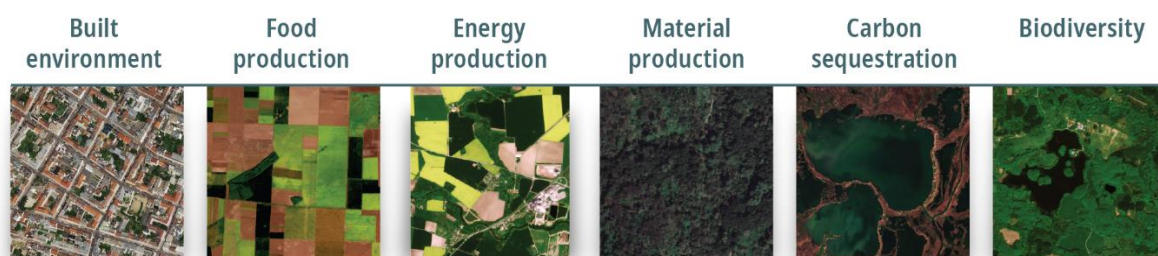 Built
environment
Food
production
Energy
production
Material
production
Carbon
sequestration
Biodiversity